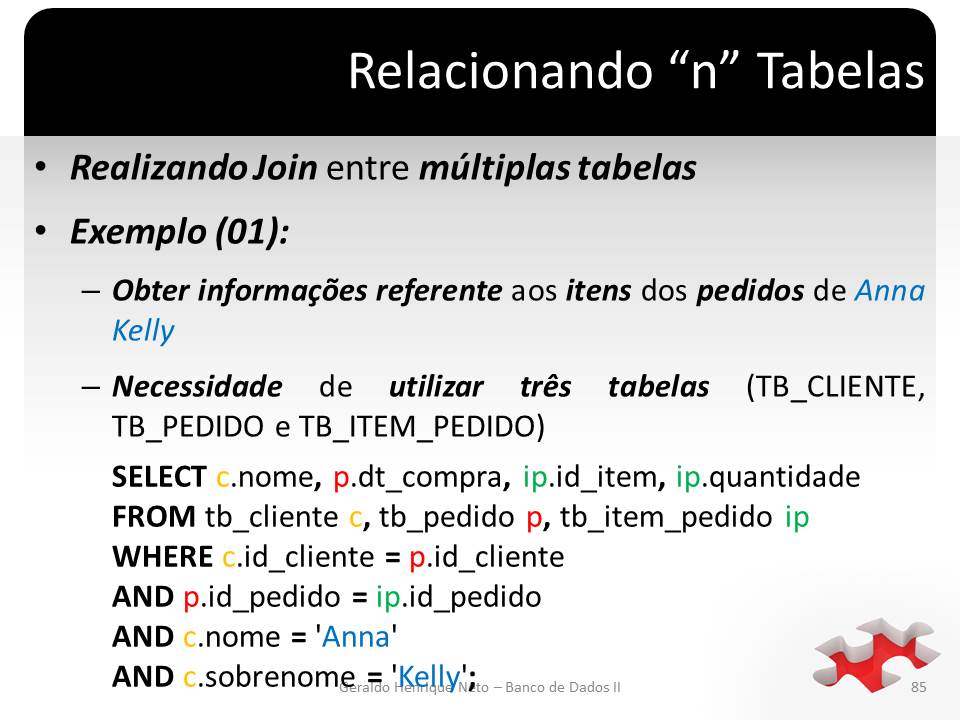 Relacionando “n” Tabelas
• Realizando Join entre múltiplas tabelas
• Exemplo (01):
– Obter informações referente aos itens dos pedidos de Anna
Kelly
– Necessidade de utilizar três tabelas (TB_CLIENTE,
TB_PEDIDO e TB_ITEM_PEDIDO)
SELECT c.nome, p.dt_compra, ip.id_item, ip.quantidade
FROM tb_cliente c, tb_pedido p, tb_item_pedido ip
WHERE c.id_cliente = p.id_cliente
AND p.id_pedido = ip.id_pedido
AND c.nome = 'Anna'
AND c.sobrenome = 'Kelly';
Geraldo Henrique Neto – Banco de Dados II
85